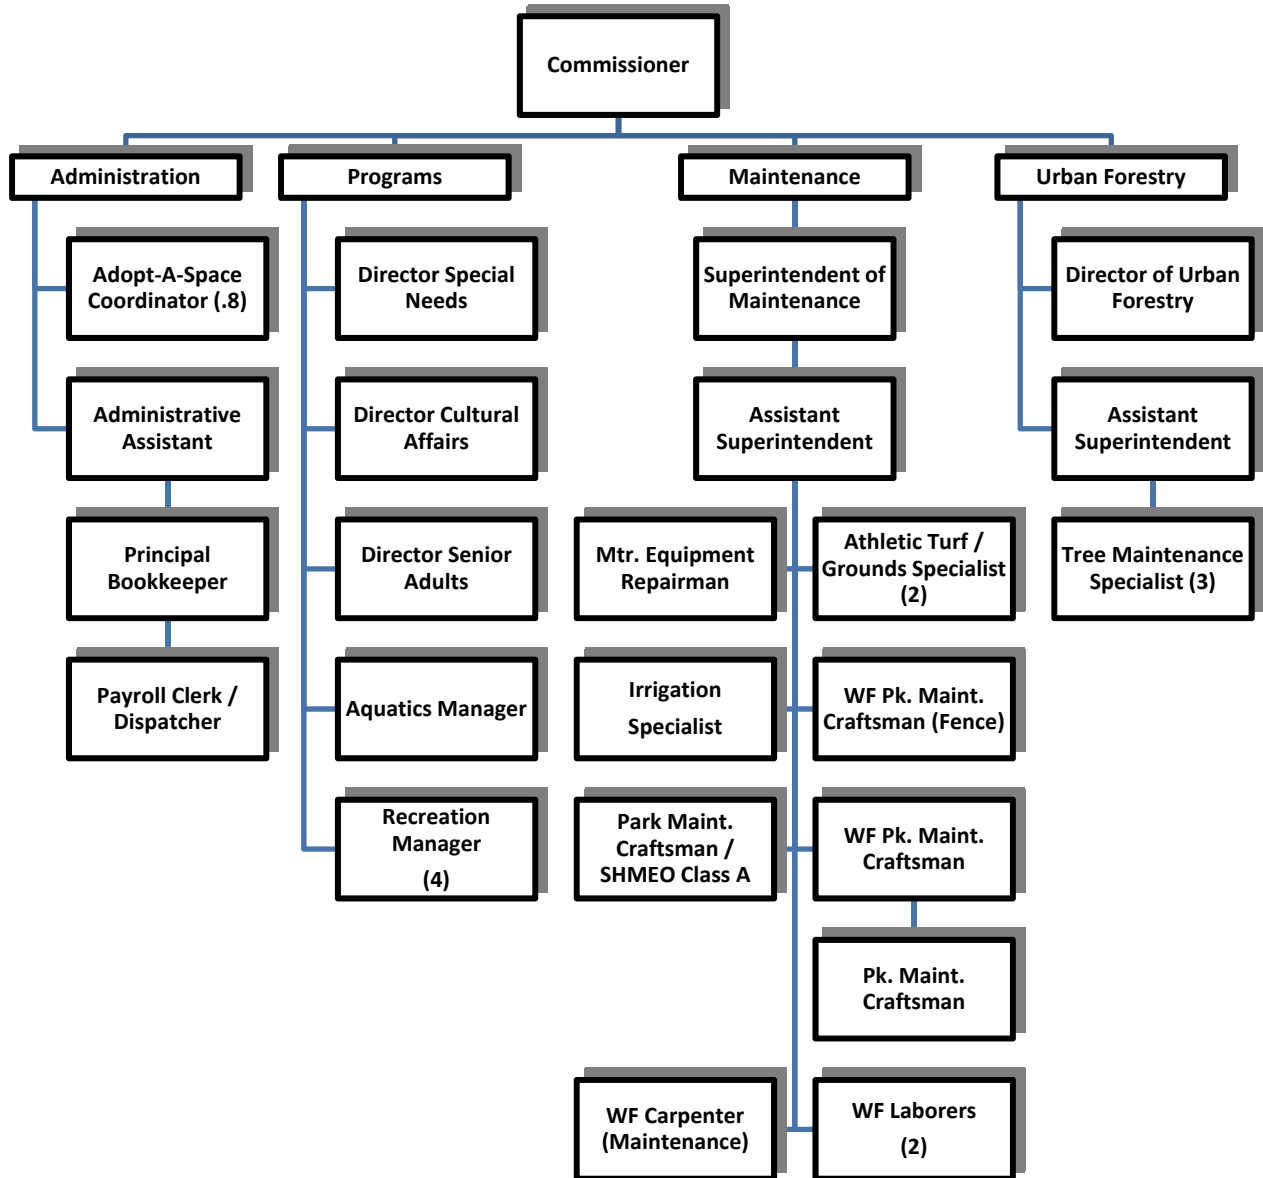 Commissioner
Administration
Programs
Maintenance
Urban Forestry
Adopt-A-Space
Coordinator (.8)
Director Special
Needs
Superintendent of
Maintenance
Director of Urban
Forestry
Administrative
Assistant
Director Cultural
Affairs
Assistant
Superintendent
Assistant
Superintendent
Principal
Bookkeeper
Director Senior
Adults
Mtr. Equipment
Repairman
Athletic Turf /
Grounds Specialist
(2)
Tree Maintenance
Specialist (3)
Payroll Clerk /
Dispatcher
Aquatics Manager
Irrigation
Specialist
WF Pk. Maint.
Craftsman (Fence)
Recreation
Manager
(4)
Park Maint.
Craftsman /
SHMEO Class A
WF Pk. Maint.
Craftsman
Pk. Maint.
Craftsman
WF Carpenter
(Maintenance)
WF Laborers
(2)